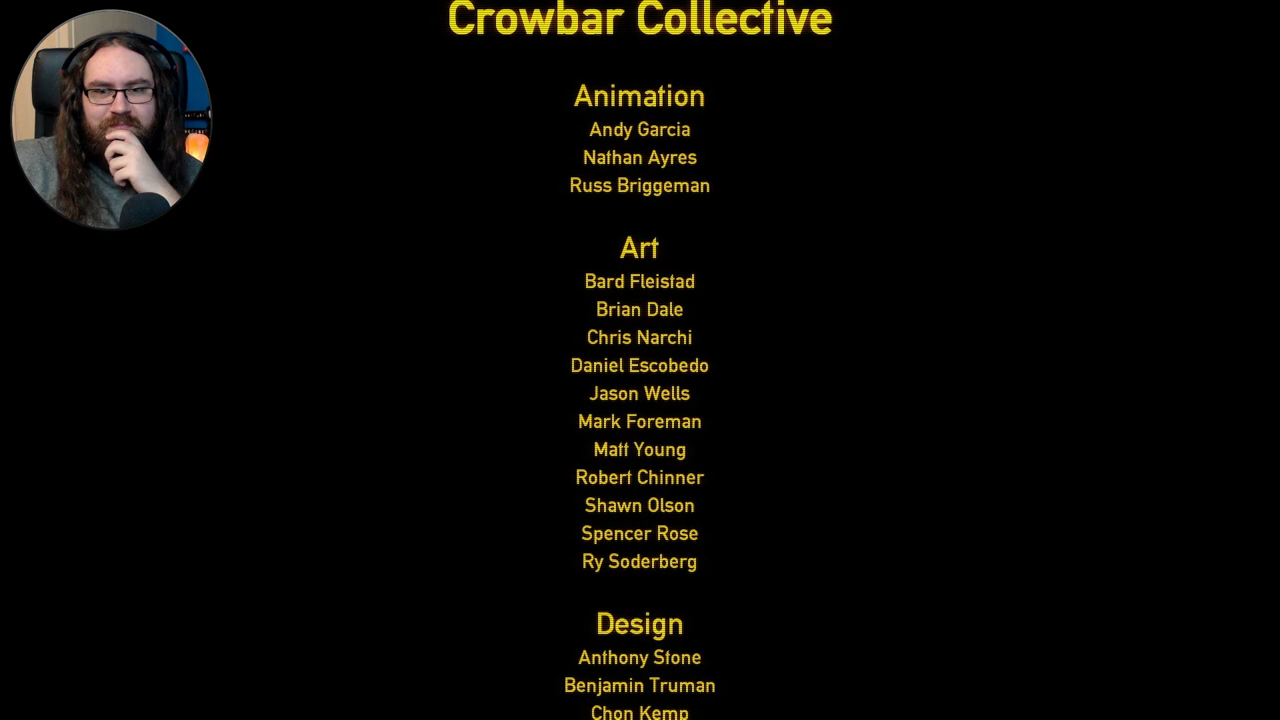 Crowbar Collective
Animation
Andy Garcia
Nathan Ayres
Russ Briggeman
Art
Bard Fleistad
Brian Dale
Chris Narchi
Daniel Escobedo
Jason Wells
Mark Foreman
Matt Young
Robert Chinner
Shawn Olson
Spencer Rose
Ry Soderberg
Design
Anthony Stone
Benjamin Truman
Chon Kemp